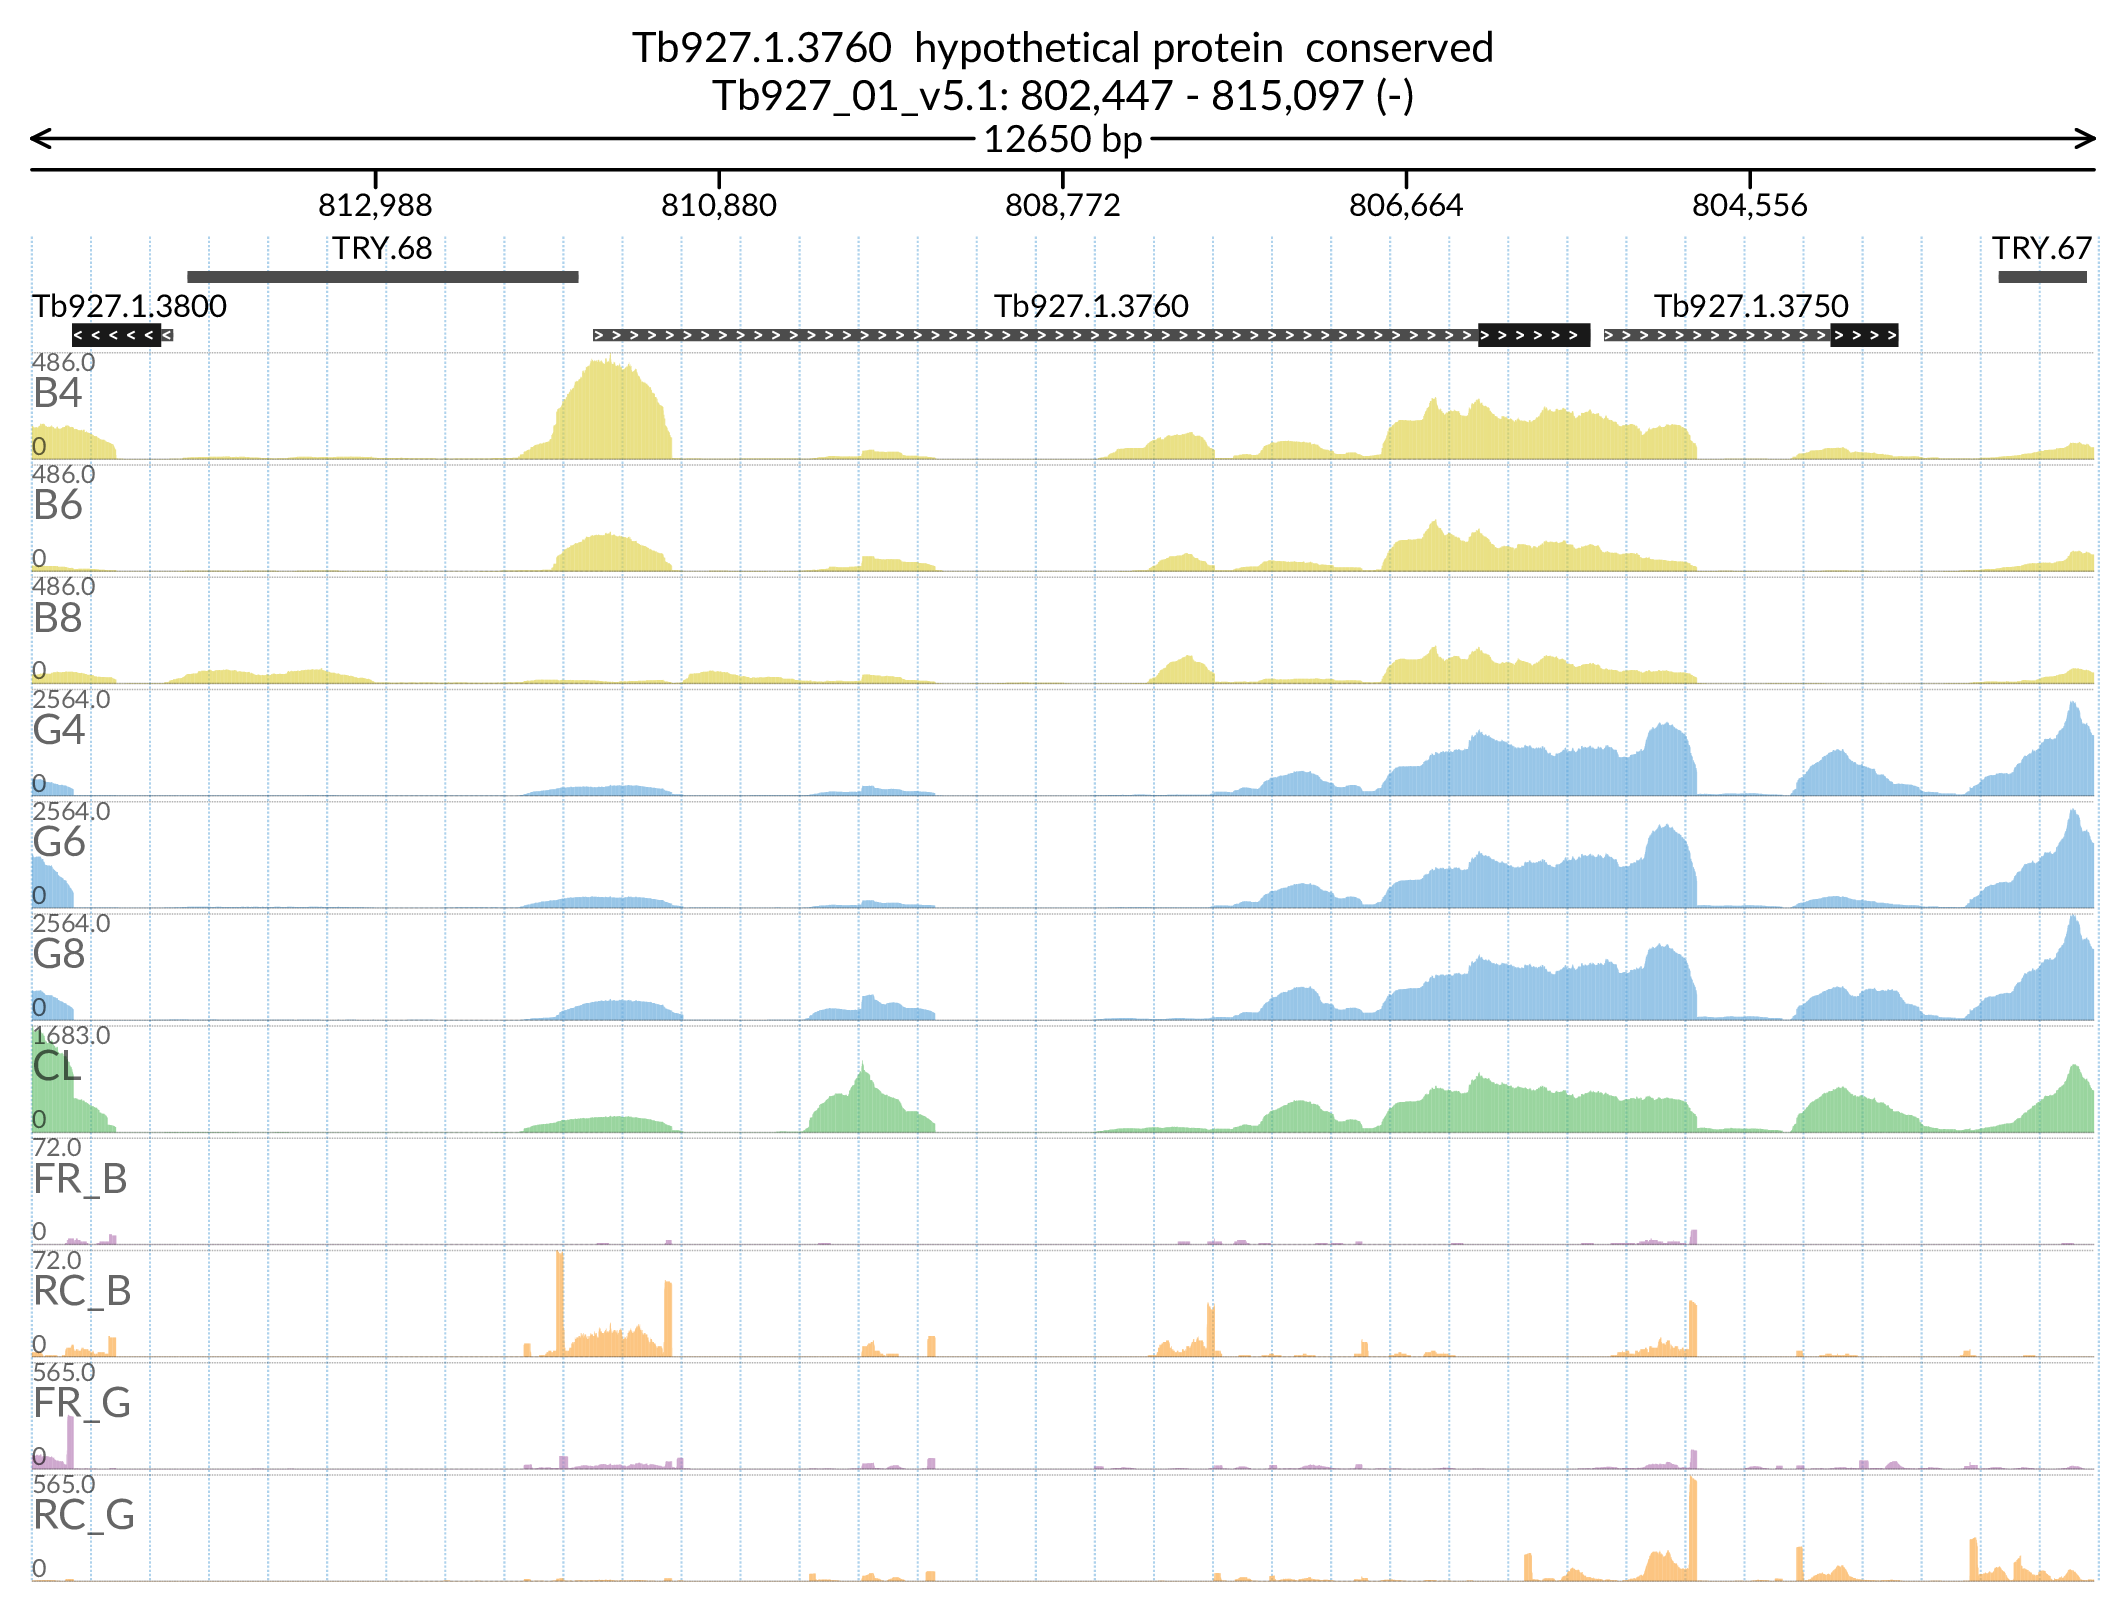 Tb927.1.3760 hypothetical protein conserved
Tb927_01_v5.1: 802,447 - 815,097 (-)
12650 bp
812,988 810,880 808,772 806,664 804,556
TRY.68 TRY.67
Tb927.1.3800 Tb927.1.3760 Tb927.1.3750
486.0
B4
0
486.0
B6
0
486.0
B8
0
2564.0
G4
0
2564.0
G6
0
2564.0
G8
0
1683.0
CL
0
72.0
FR_B
0
72.0
RC_B
0
565.0
FR_G
0
565.0
RC_G
0